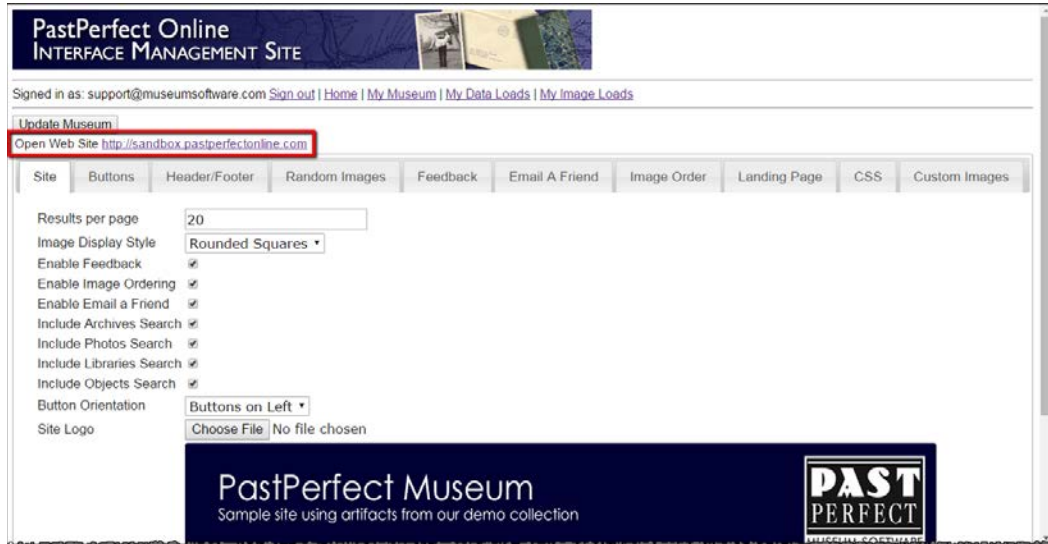 PastPerfect Online
INTERFACE MANAGEMENT SITE
Signed in as: support@museumsoftware.com Sign out | Home | My Museum | My Data Loads | My Image Loads
Update Museum
Open Web Site http://sandbox.pastperfectonline.com
Site Buttons Header/Footer Random Images Feedback Email A Friend Image Order Landing Page CSS Custom Images
Results per page 20
Image Display Style Rounded Squares
Enable Feedback
Enable Image Ordering
Enable Email a Friend
Include Archives Search
Include Photos Search
Include Libraries Search
Include Objects Search
Button Orientation Buttons on Left
Site Logo Choose File No file chosen
PastPerfect Museum
Sample site using artifacts from our demo collection
PAST
PERFECT
MUSEUM SOFTWARE